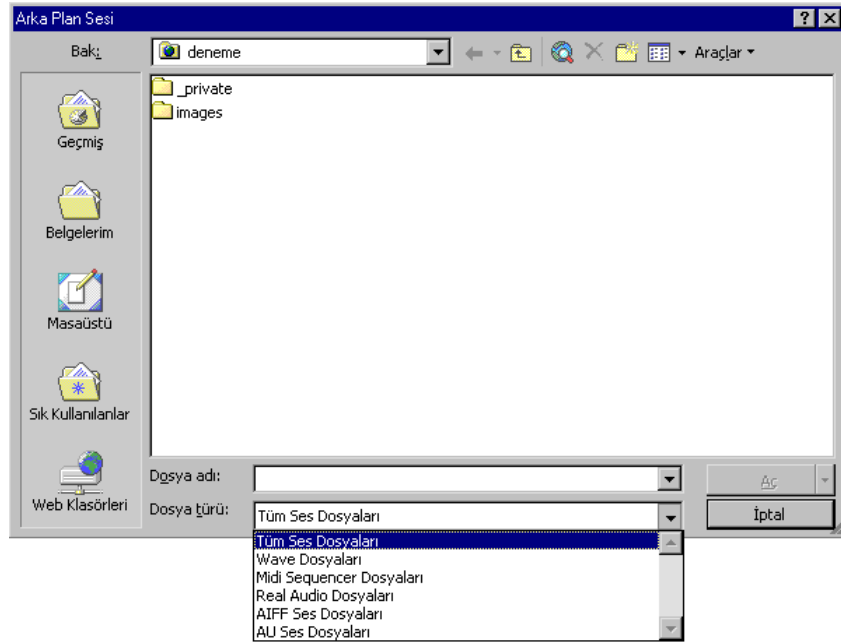 Arka Plan Sesi
Bak:
deneme
Araçlar
_private
images
Geçmiş
Belgelerim
Masaüstü
Sık Kullanılanlar
Web Klasörleri
Dosya adı:
Aç
Dosya türü:
Tüm Ses Dosyaları
İptal
Tüm Ses Dosyaları
Wave Dosyaları
Midi Sequencer Dosyaları
Real Audio Dosyaları
AIFF Ses Dosyaları
AU Ses Dosyaları